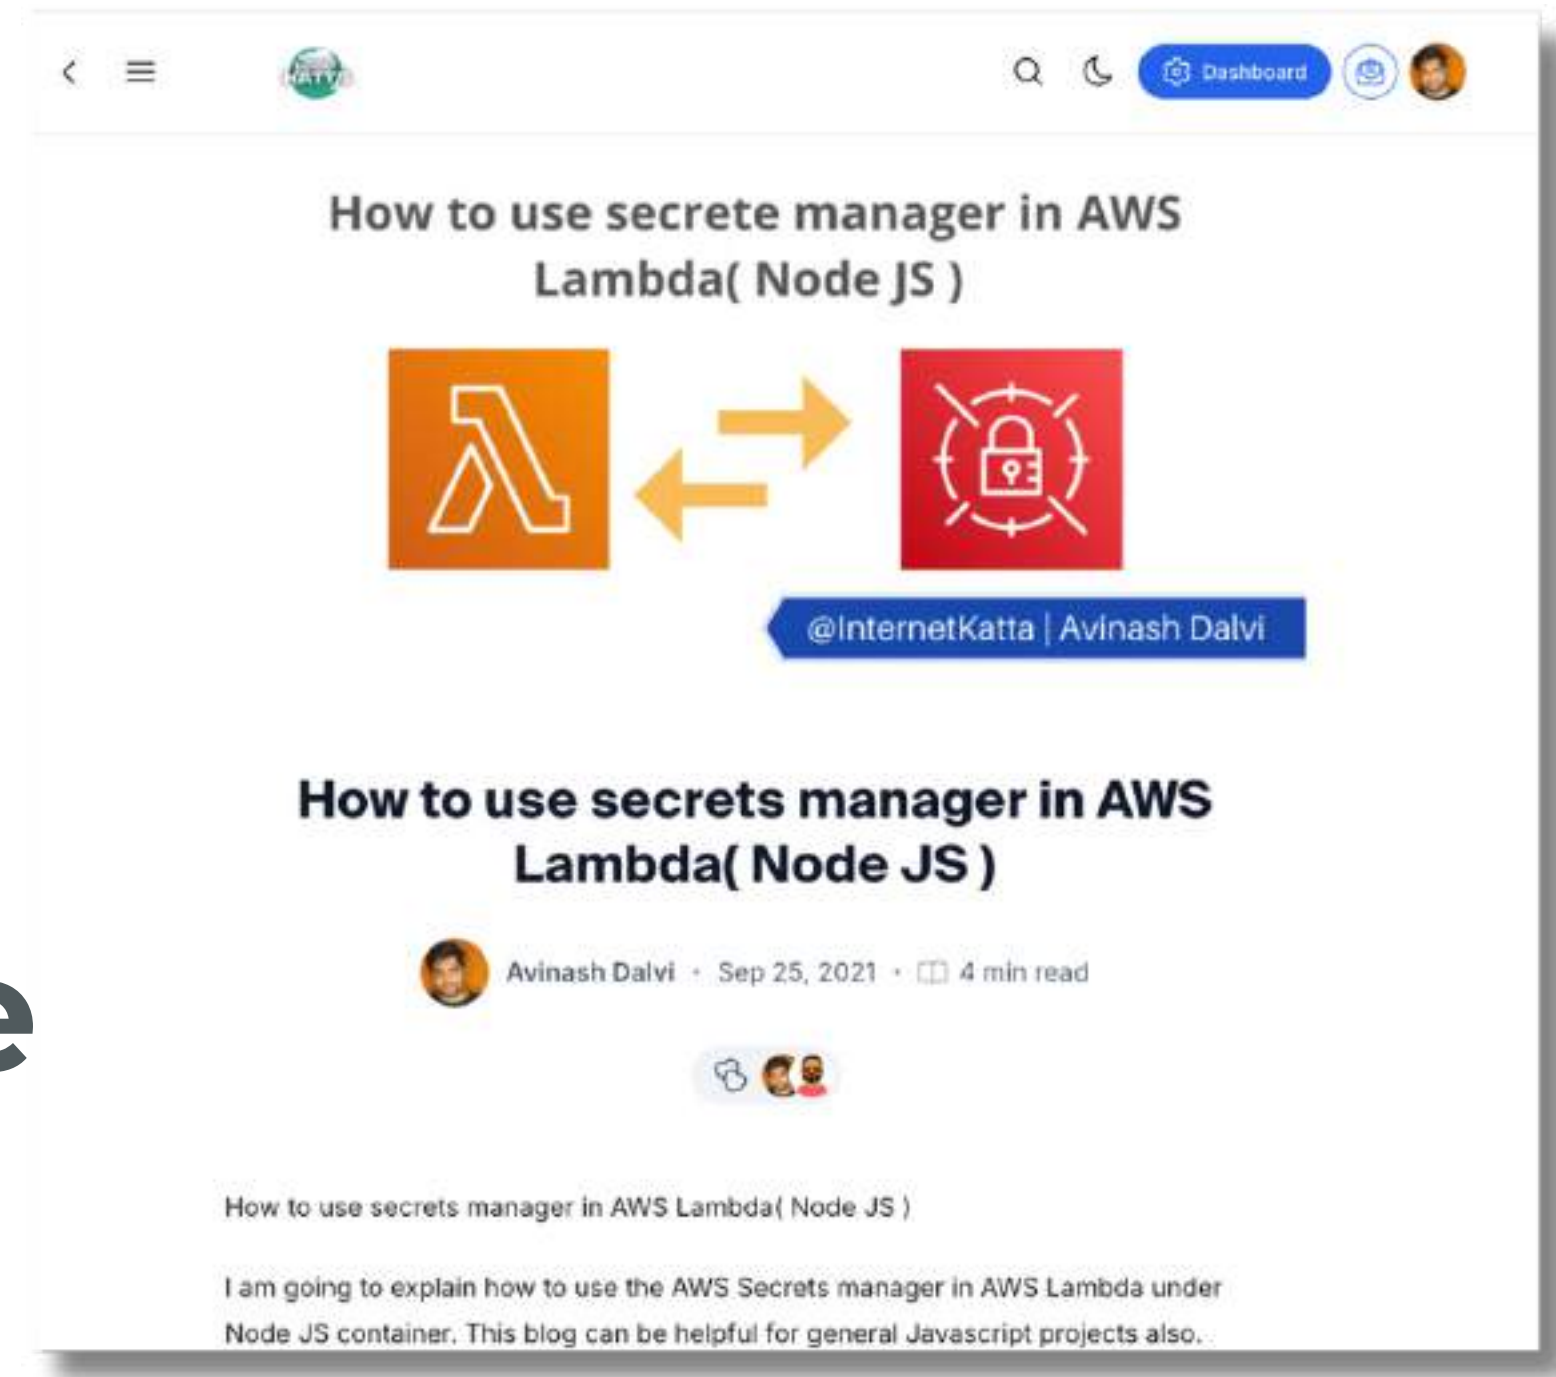 KATTA
Dashboard
How to use secrete manager in AWS
Lambda( Node JS )
@InternetKatta | Avinash Dalvi
How to use secrets manager in AWS
Lambda( Node JS )
Avinash Dalvi · Sep 25, 2021 · 4 min read
e
How to use secrets manager in AWS Lambda( Node JS )
I am going to explain how to use the AWS Secrets manager in AWS Lambda under
Node JS container. This blog can be helpful for general Javascript projects also.